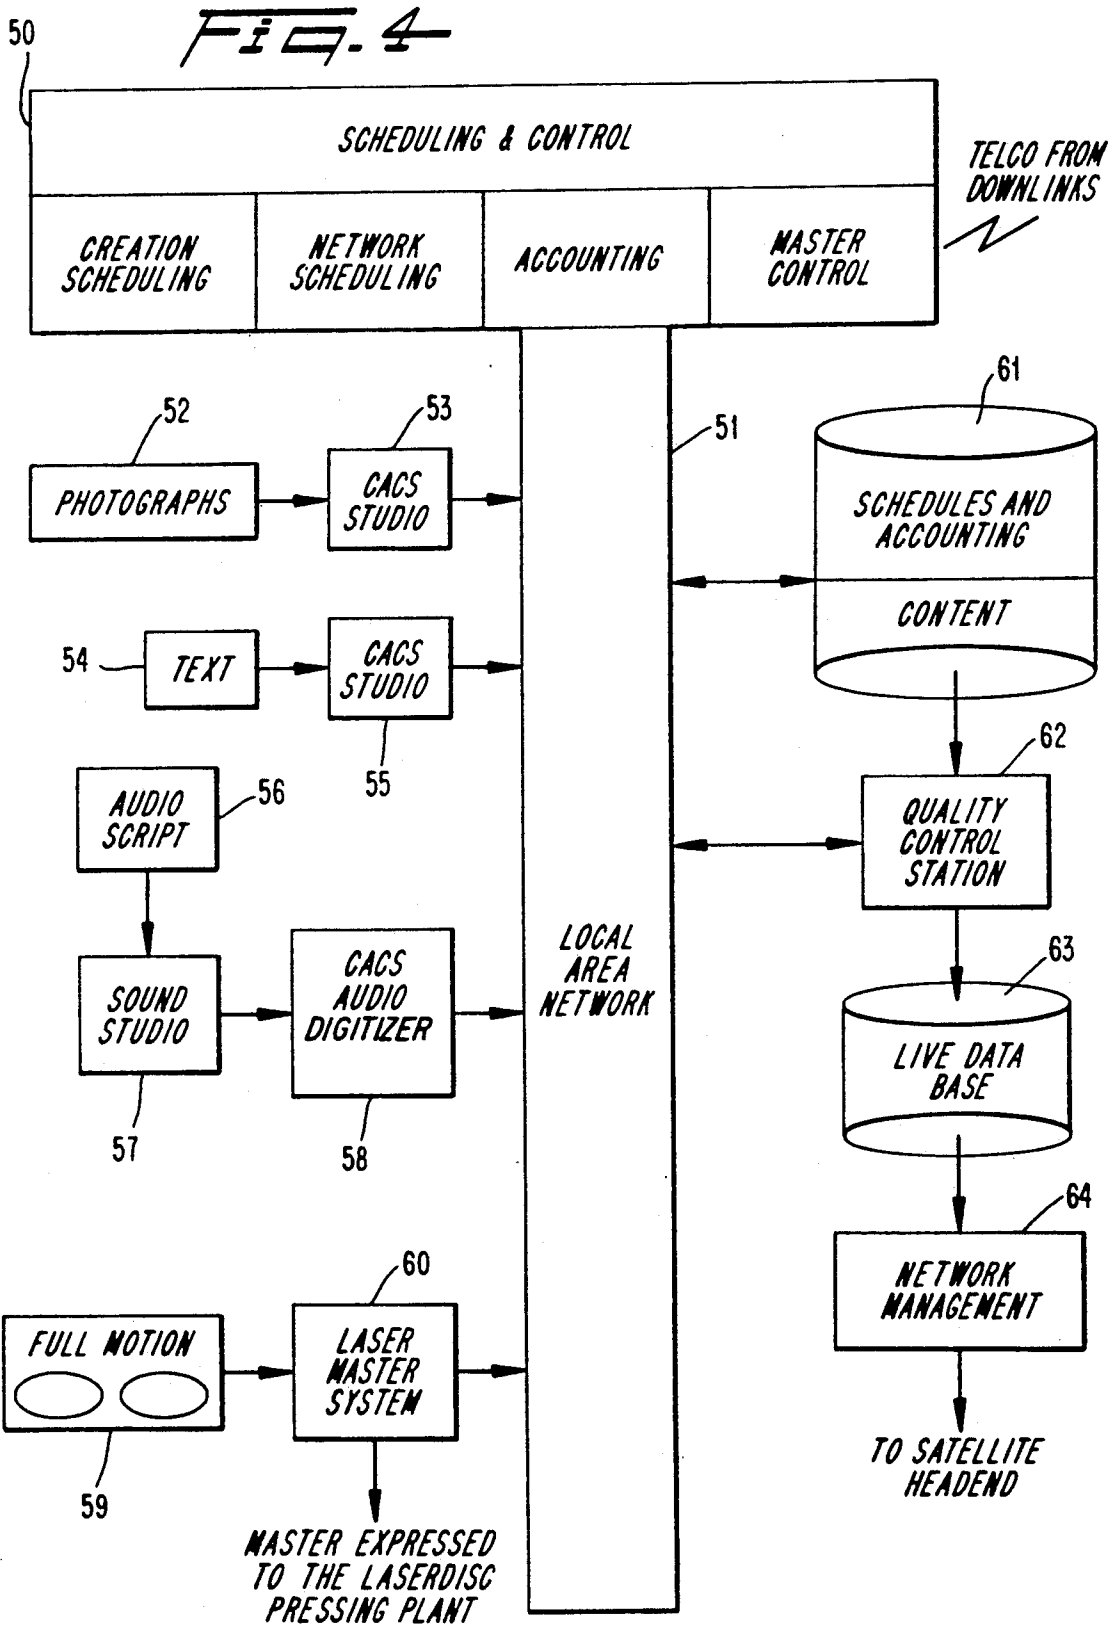 50
Fig. 4
SCHEDULING & CONTROL
TELCO FROM
DOWNLINKS
CREATION
SCHEDULING
NETWORK
SCHEDULING
ACCOUNTING
MASTER
CONTROL
52
PHOTOGRAPHS
53
CACS
STUDIO
51
61
SCHEDULES AND
ACCOUNTING
CONTENT
54
TEXT
CACS
STUDIO
55
AUDIO
SCRIPT
56
62
QUALITY
CONTROL
STATION
SOUND
STUDIO
57
CACS
AUDIO
DIGITIZER
58
LOCAL
AREA
NETWORK
63
LIVE DATA
BASE
64
NETWORK
MANAGEMENT
TO SATELLITE
HEADEND
FULL MOTION
59
60
LASER
MASTER
SYSTEM
MASTER EXPRESSED
TO THE LASERDISC
PRESSING PLANT